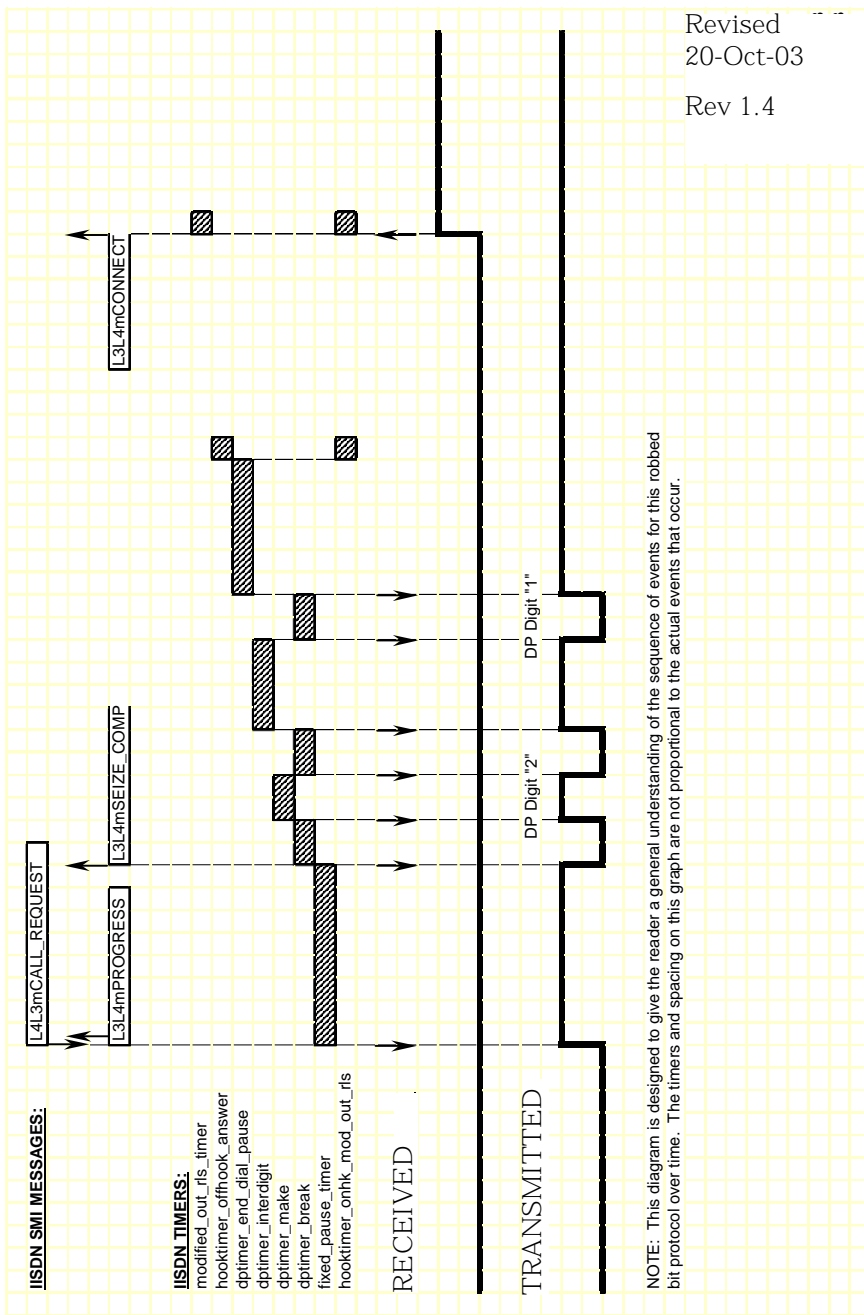 Revised
20-Oct-03
Rev 1.4
IISDN SMI MESSAGES:
L4L3mCALL_REQUEST
L3L4mPROGRESS
L3L4mSEIZE_COMP
L3L4mCONNECT
IISDN TIMERS:
modified_out_rls_timer
hooktimer_offhook_answer
dptimer_end_dial_pause
dptimer_interdigit
dptimer_make
dptimer_break
fixed_pause_timer
hooktimer_onhk_mod_out_rls
RECEIVED
TRANSMITTED
DP Digit "2"
DP Digit "1"
NOTE: This diagram is designed to give the reader a general understanding of the sequence of events for this robbed
bit protocol over time. The timers and spacing on this graph are not proportional to the actual events that occur.